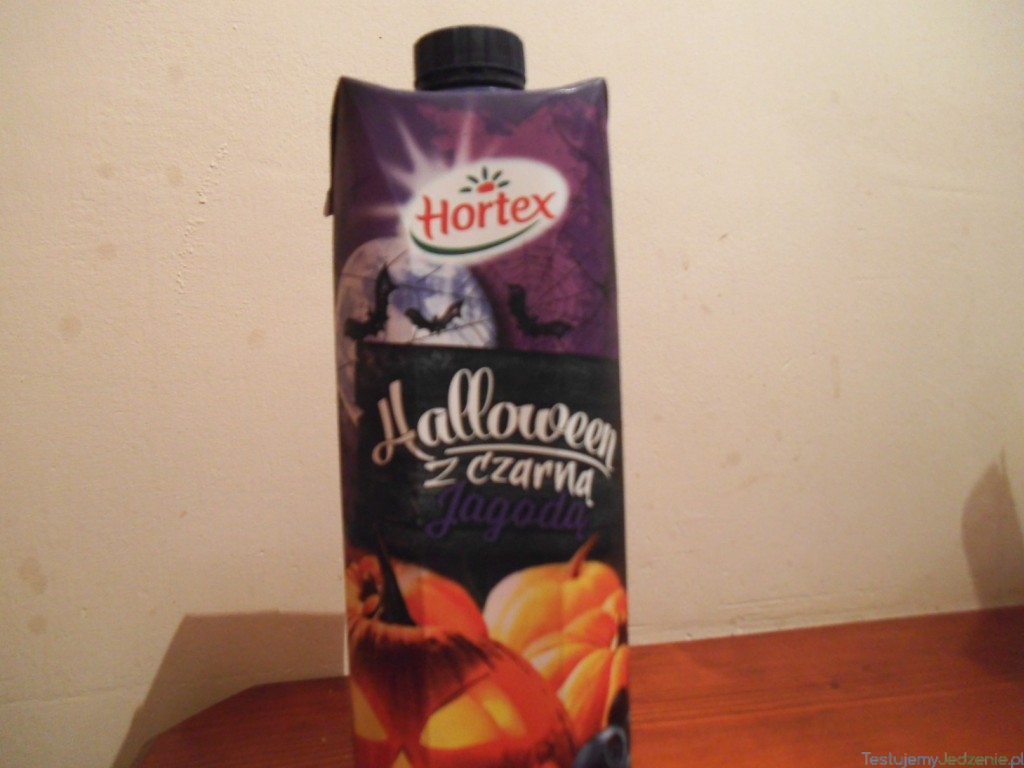 Hortex
Halloween
z czarną
Jagodą
TestujemyJedzenie.pl